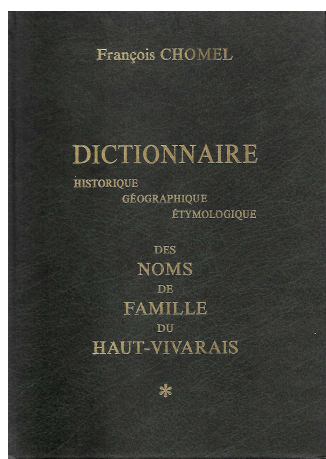 François CHOMEL
DICTIONNAIRE
HISTORIQUE
GÉOGRAPHIQUE
ÉTYMOLOGIQUE
DES
NOMS
DE
FAMILLE
DU
HAUT-VIVARAIS
*